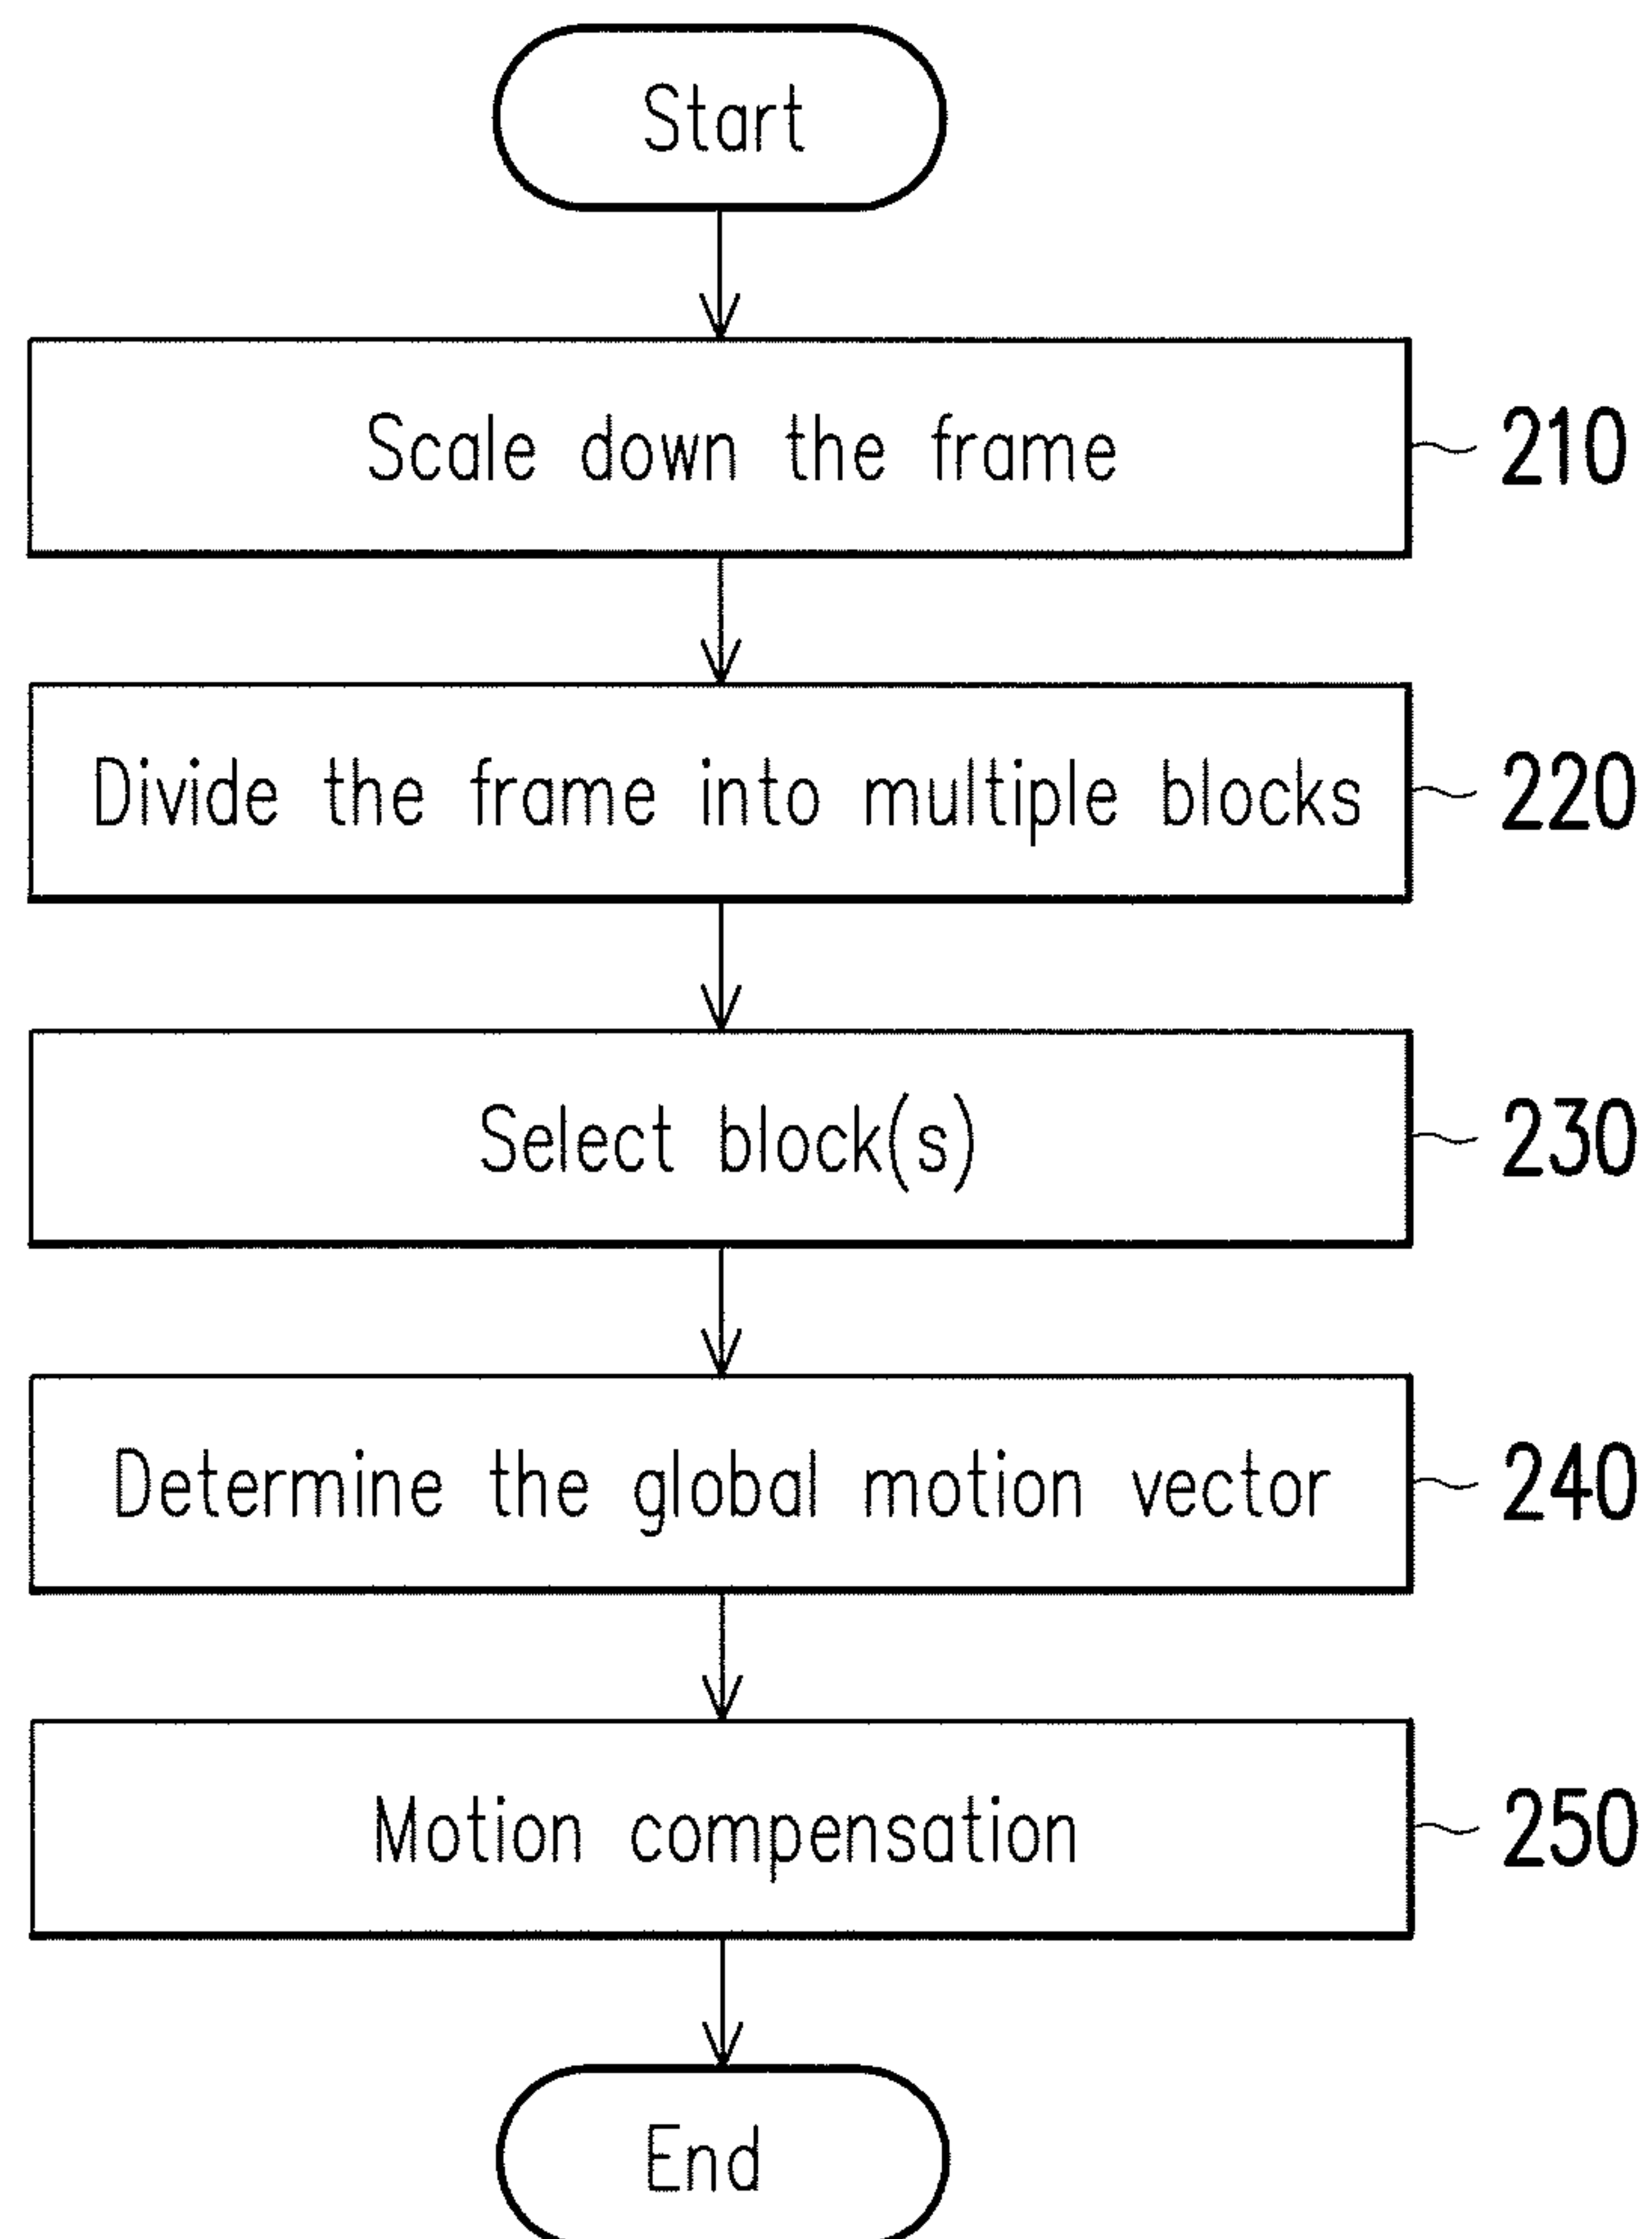 Start
Scale down the frame
210
Divide the frame into multiple blocks
220
Select block(s)
230
Determine the global motion vector
240
Motion compensation
250
End